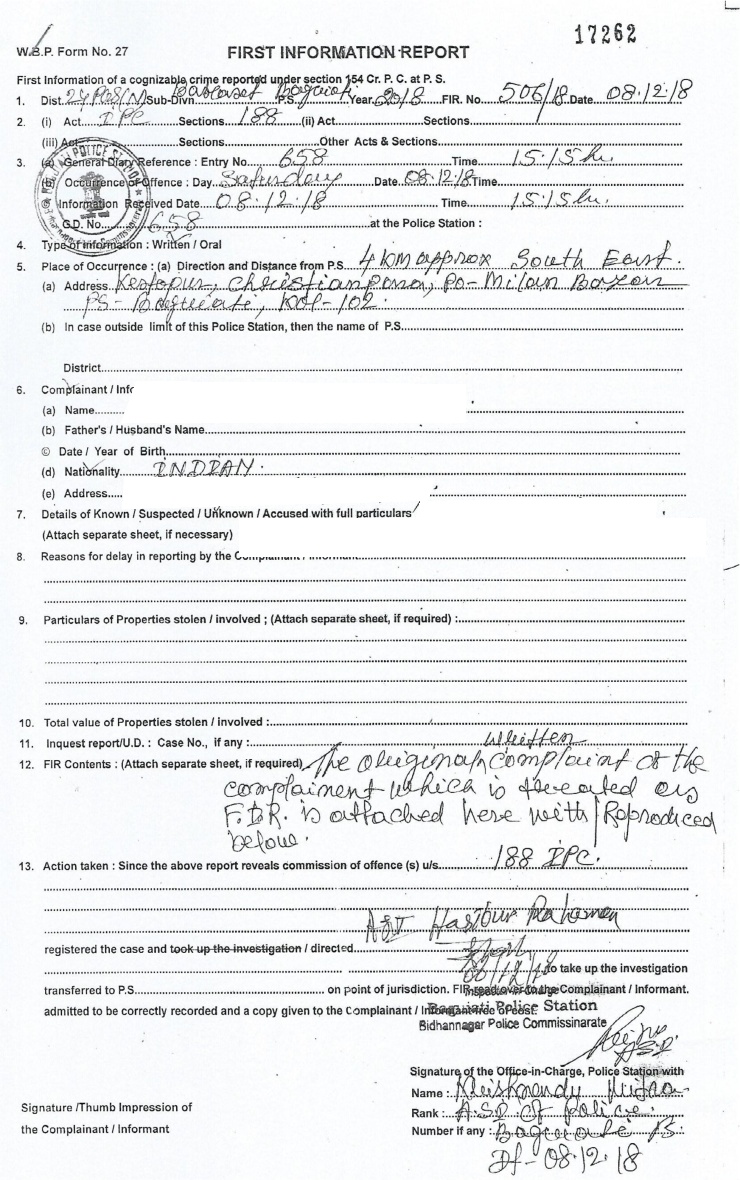 17262
W.B.P. Form No. 27
FIRST INFORMATION REPORT
First Information of a cognizable crime reported under section 154 Cr. P. C. at P. S.
1. Dist. 24 PGS(N) Sub-Divn. Barasat P.S. Baguiati Year 2018 FIR. No. 506/18 Date 08.12.18
2. (i) Act IPC Sections 188 (ii) Act Sections
(iii) Act Sections Other Acts & Sections
3. (a) General Diary Reference : Entry No. 658 Time 15:15 hr.
(b) Occurrence of Offence : Day Saturday Date 08.12.18 Time
© Information Received Date 08.12.18 Time 15:15 hr.
G.D. No. 658 at the Police Station :
4. Type of Information : Written / Oral
5. Place of Occurrence : (a) Direction and Distance from P.S. 4 km approx South East.
(a) Address Kestopur, Christianpara, PO- Milan Bazar
PS- Baguiati, Kol-102.
(b) In case outside limit of this Police Station, then the name of P.S.
District
6. Complainant / Infr
(a) Name
(b) Father's / Husband's Name
© Date / Year of Birth
(d) Nationality INDIAN.
(e) Address
7. Details of Known / Suspected / Unknown / Accused with full particulars
(Attach separate sheet, if necessary)
8. Reasons for delay in reporting by the Complainant / Informant
9. Particulars of Properties stolen / involved ; (Attach separate sheet, if required) :
10. Total value of Properties stolen / involved :
11. Inquest report/U.D. : Case No., if any :
written
12. FIR Contents : (Attach separate sheet, if required) The original complaint of the
complainent which is treated as
F.I.R. is attached here with / Reproduced
below.
13. Action taken : Since the above report reveals commission of offence (s) u/s. 188 IPC.
ASI Hasibur Rahaman
registered the case and took up the investigation / directed
to take up the investigation
transferred to P.S. on point of jurisdiction. FIR read over to the Complainant / Informant.
admitted to be correctly recorded and a copy given to the Complainant / Informant free of cost.
Inspector-in-Charge
Baguiati Police Station
Bidhannagar Police Commissinarate
Signature of the Office-in-Charge, Police Station with
Name :
Rank : A.S.I. of Police.
Number if any : Baguiati PS.
Dt- 08.12.18
Signature /Thumb Impression of
the Complainant / Informant